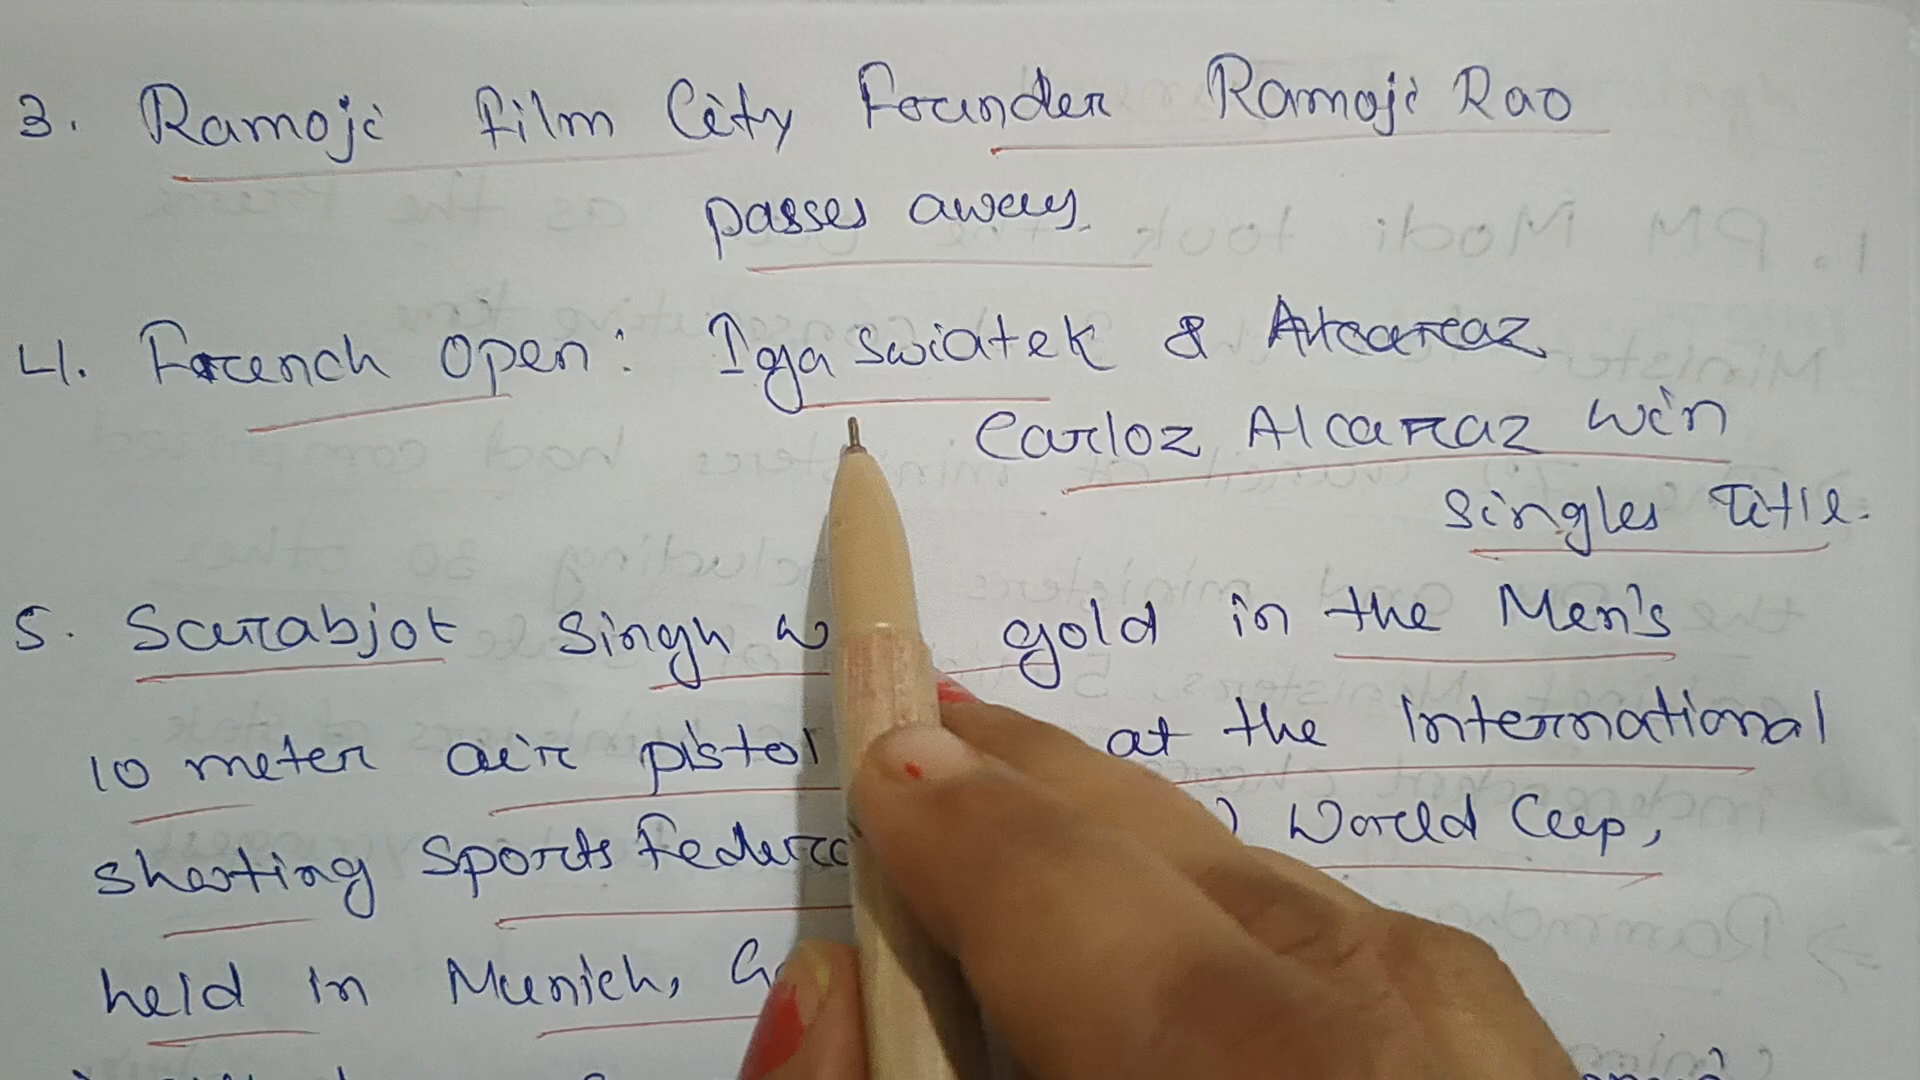 3. Ramoji Film City Founder Ramoji Rao
passes away.
4. French Open: Iga Swiatek & Alcaraz
Carloz Alcaraz win
singles Title.
5. Sarabjot Singh gold in the Men's
10 meter air pistol at the International
shooting Sports Federa World Cup,
held in Munich,